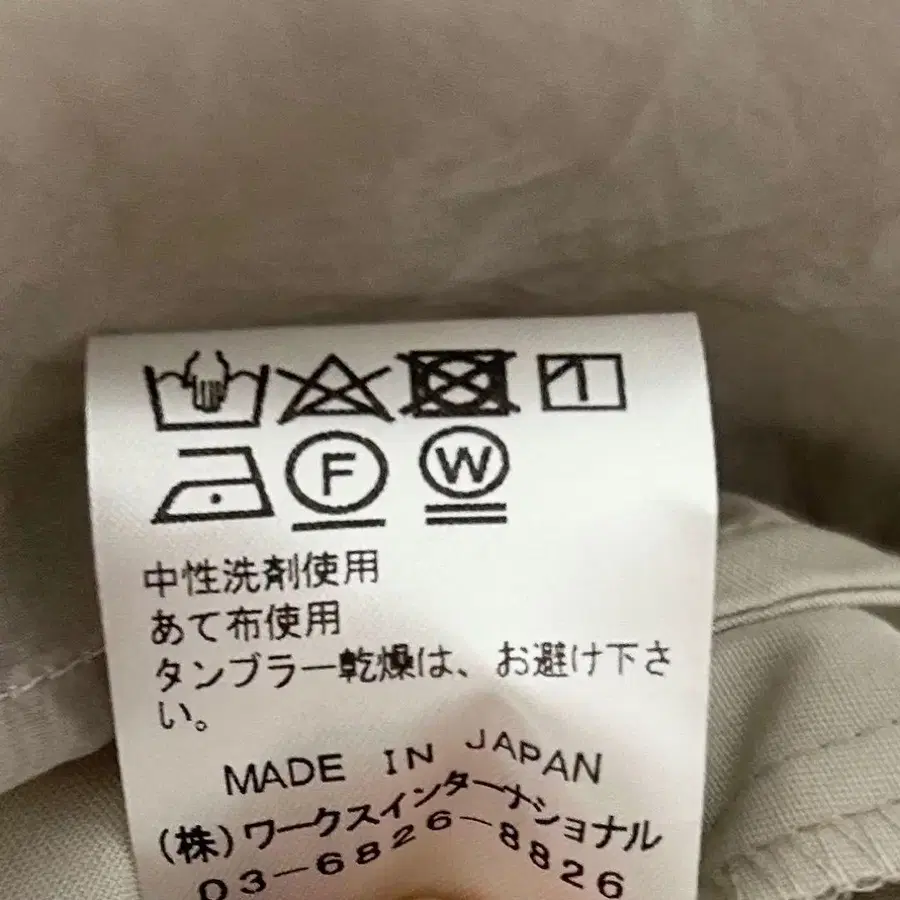 F W
中性洗剤使用
あて布使用
タンブラー乾燥は、お避け下さ
い。
MADE IN JAPAN
(株)ワークスインターナショナル
03-6826-8826